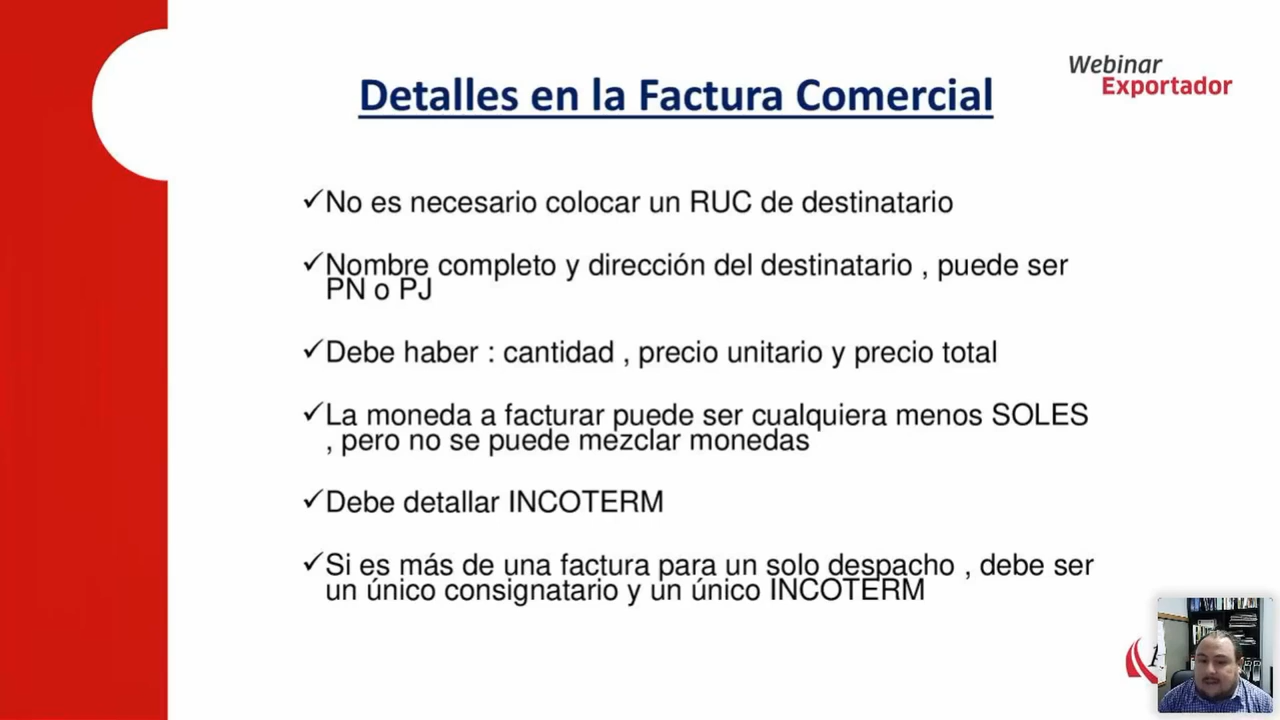 Detalles en la Factura Comercial
Webinar
Exportador
✓No es necesario colocar un RUC de destinatario
✓Nombre completo y dirección del destinatario , puede ser
PN o PJ
✓Debe haber : cantidad , precio unitario y precio total
✓La moneda a facturar puede ser cualquiera menos SOLES
, pero no se puede mezclar monedas
✓Debe detallar INCOTERM
✓Si es más de una factura para un solo despacho , debe ser
un único consignatario y un único INCOTERM